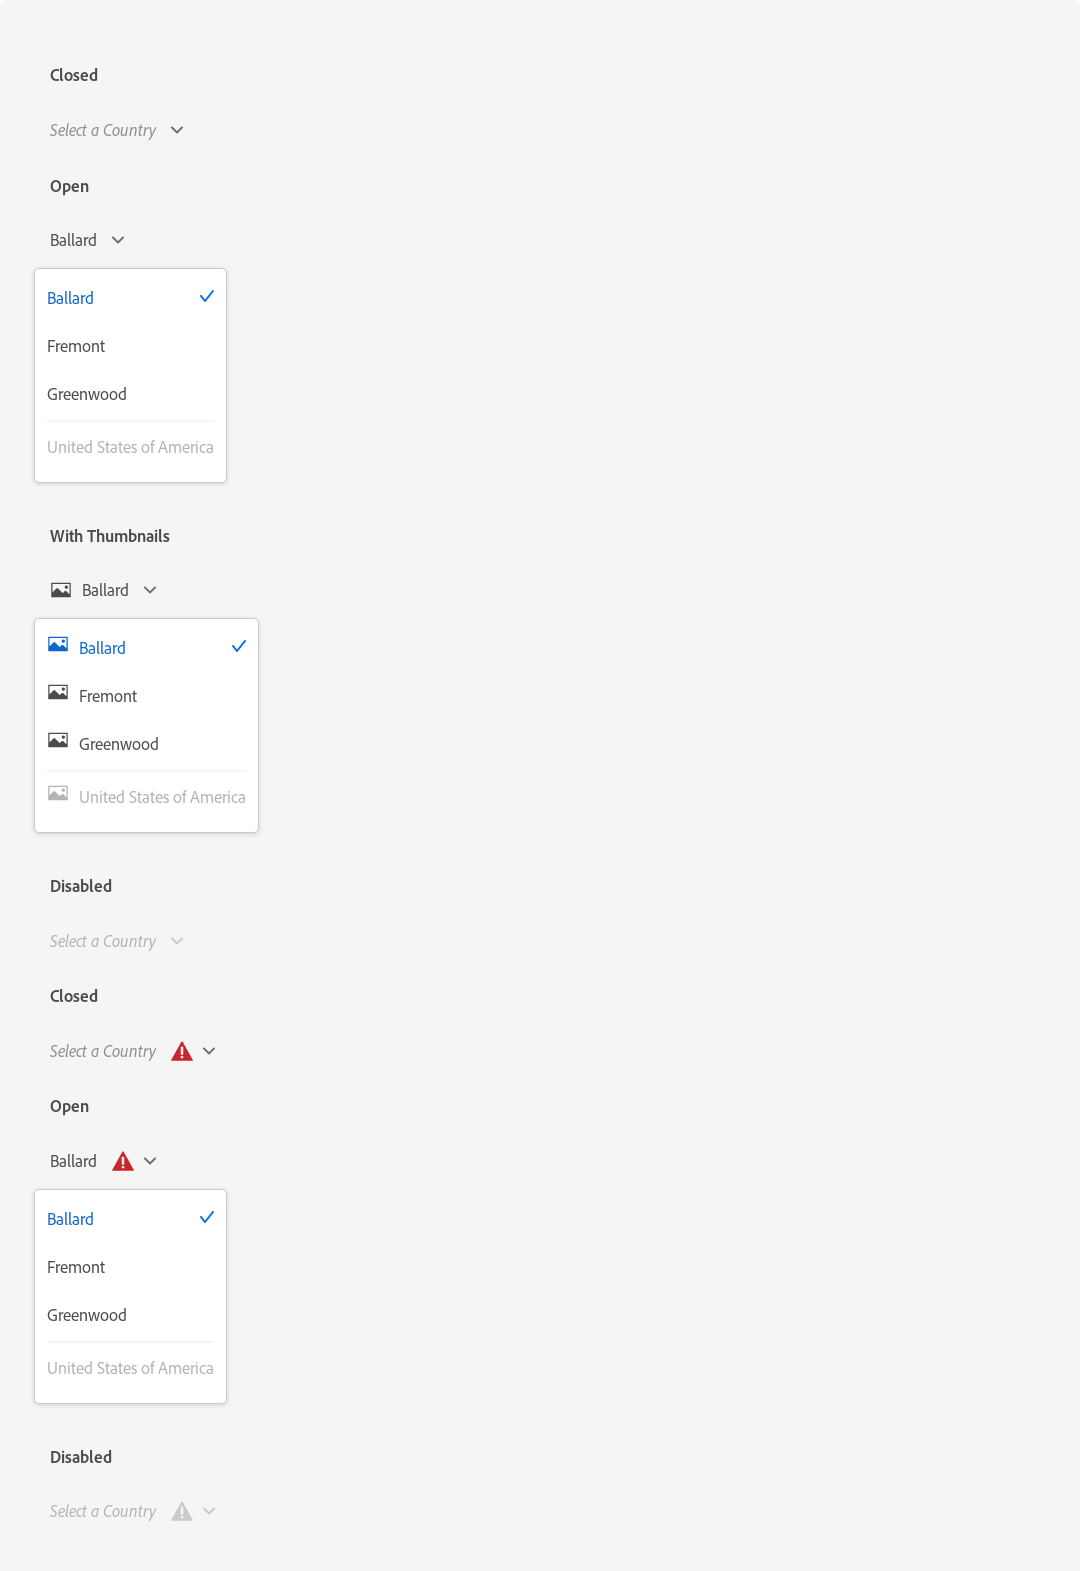 Closed
Select a Country
Open
Ballard
Ballard
Fremont
Greenwood
United States of America
With Thumbnails
Ballard
Ballard
Fremont
Greenwood
United States of America
Disabled
Select a Country
Closed
Select a Country
Open
Ballard
Ballard
Fremont
Greenwood
United States of America
Disabled
Select a Country